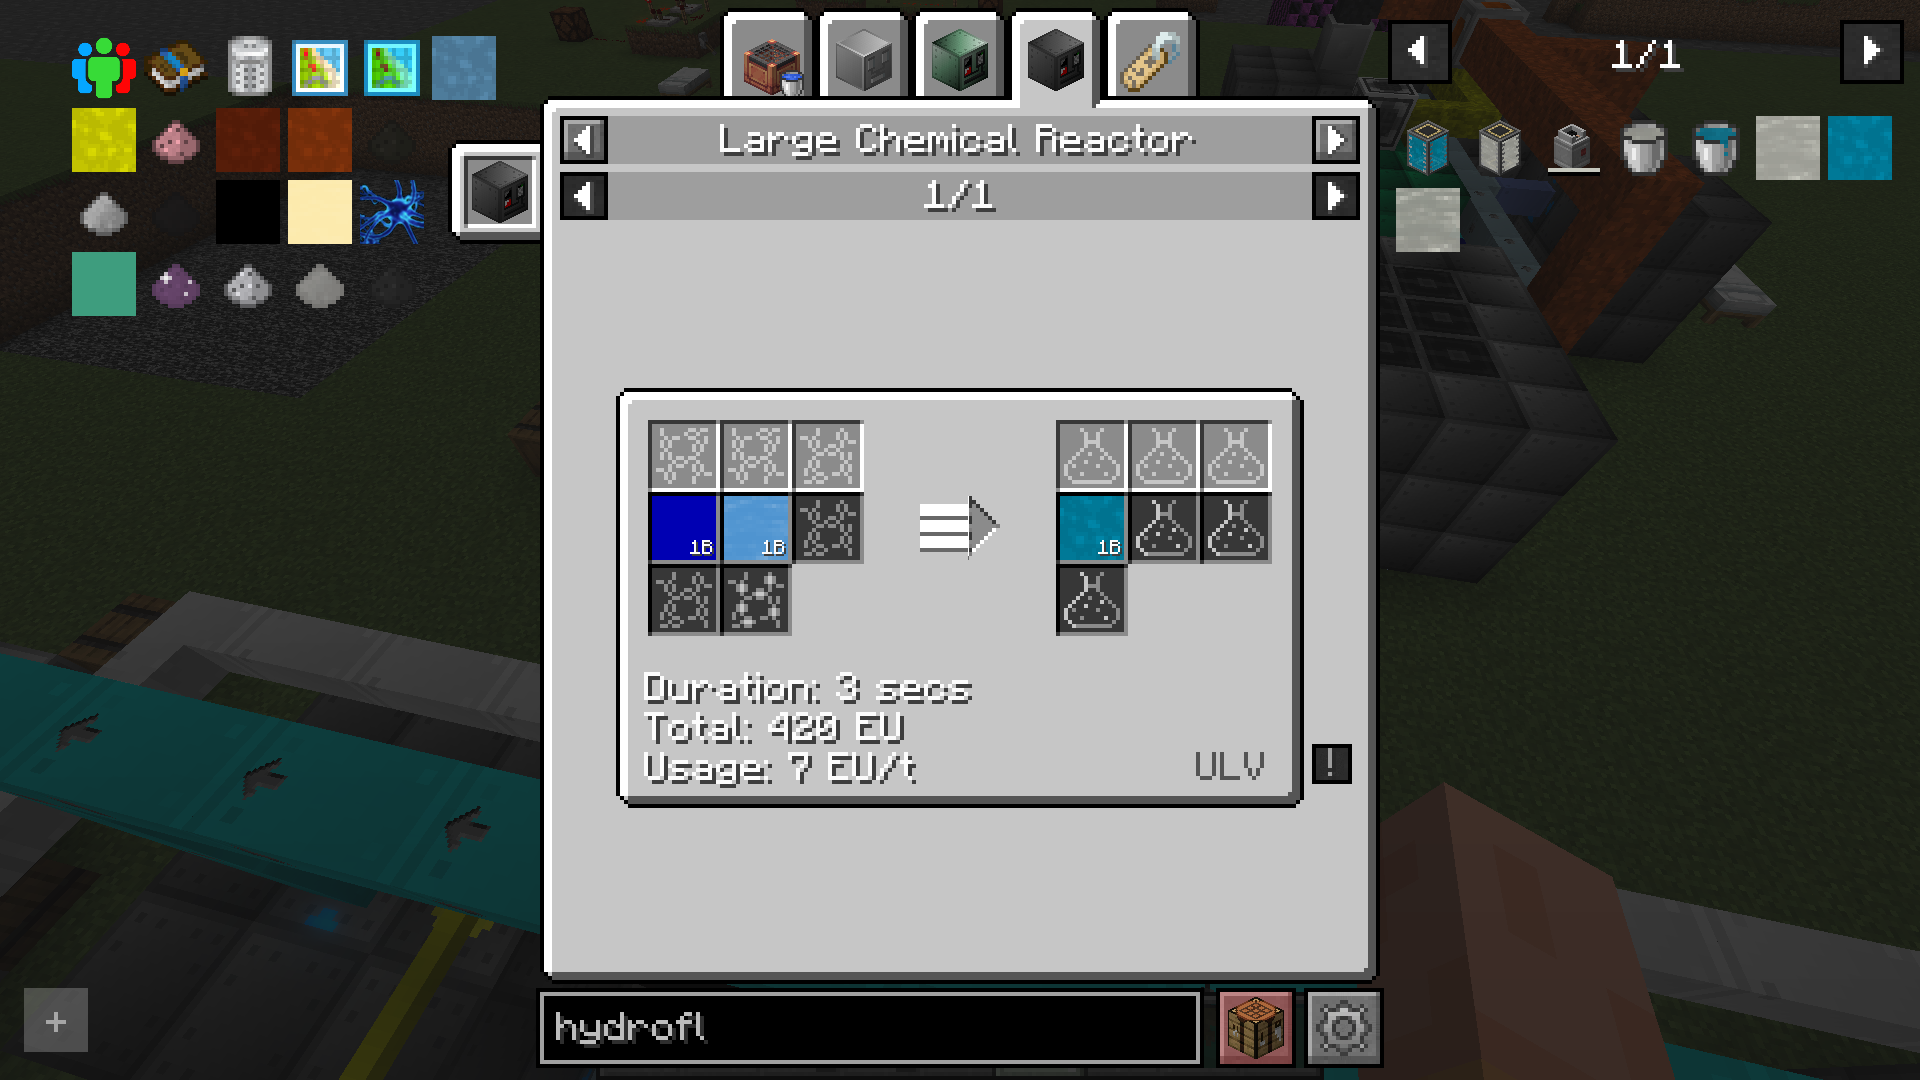 1/1
Large Chemical Reactor
1/1
1B
1B
1B
Duration: 3 secs
Total: 420 EU
Usage: 7 EU/t
ULV
!
hydrofl
+